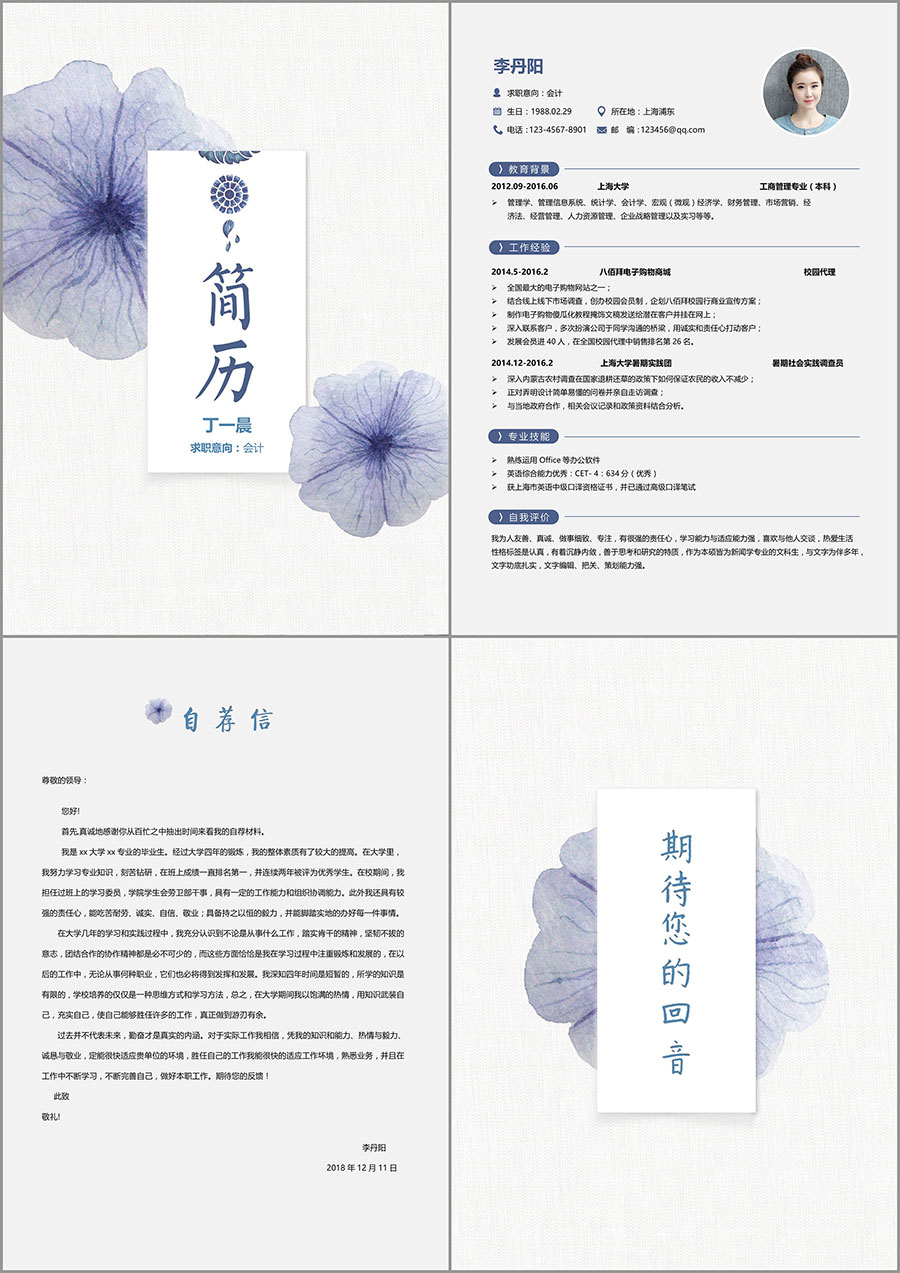 简
历
丁一晨
求职意向：会计
李丹阳
求职意向：会计
生日：1988.02.29 所在地：上海浦东
电话：123-4567-8901 邮 编：123456@qq.com
》教育背景
2012.09-2016.06 上海大学 工商管理专业（本科）
➢ 管理学、管理信息系统、统计学、会计学、宏观（微观）经济学、财务管理、市场营销、经
济法、经营管理、人力资源管理、企业战略管理以及实习等等。
》工作经验
2014.5-2016.2 八佰拜电子购物商城 校园代理
➢ 全国最大的电子购物网站之一；
➢ 结合线上线下市场调查，创办校园会员制，企划八佰拜校园行商业宣传方案；
➢ 制作电子购物傻瓜化教程掩饰文稿发送给潜在客户并挂在网上；
➢ 深入联系客户，多次扮演公司于同学沟通的桥梁，用诚实和责任心打动客户；
➢ 发展会员进 40 人，在全国校园代理中销售排名第 26 名。
2014.12-2016.2 上海大学暑期实践团 暑期社会实践调查员
➢ 深入内蒙古农村调查在国家退耕还草的政策下如何保证农民的收入不减少；
➢ 正对弄明设计简单易懂的问卷并亲自走访调查；
➢ 与当地政府合作，相关会议记录和政策资料结合分析。
》专业技能
➢ 熟练运用 Office 等办公软件
➢ 英语综合能力优秀：CET- 4：634 分（优秀）
➢ 获上海市英语中级口译资格证书，并已通过高级口译笔试
》自我评价
我为人友善、真诚、做事细致、专注，有很强的责任心，学习能力与适应能力强，喜欢与他人交谈，热爱生活
性格标签是认真，有着沉静内敛，善于思考和研究的特质，作为本硕皆为新闻学专业的文科生，与文字为伴多年，
文字功底扎实，文字编辑、把关、策划能力强。
自荐信
尊敬的领导：
您好!
首先,真诚地感谢你从百忙之中抽出时间来看我的自荐材料。
我是 xx 大学 xx 专业的毕业生。经过大学四年的锻炼，我的整体素质有了较大的提高。在大学里，
我努力学习专业知识，刻苦钻研，在班上成绩一直排名第一，并连续两年被评为优秀学生。在校期间，我
担任过班上的学习委员，学院学生会劳卫部干事，具有一定的工作能力和组织协调能力。此外我还具有较
强的责任心，能吃苦耐劳、诚实、自信、敬业；具备持之以恒的毅力，并能脚踏实地的办好每一件事情。
在大学几年的学习和实践过程中，我充分认识到不论是从事什么工作，踏实肯干的精神，坚韧不拔的
意志，团结合作的协作精神都是必不可少的，而这些方面恰恰是我在学习过程中注重锻炼和发展的，在以
后的工作中，无论从事何种职业，它们也必将得到发挥和发展。我深知四年时间是短暂的，所学的知识是
有限的，学校培养的仅仅是一种思维方式和学习方法，总之，在大学期间我以饱满的热情，用知识武装自
己，充实自己，使自己能够胜任许多的工作，真正做到游刃有余。
过去并不代表未来，勤奋才是真实的内涵。对于实际工作我相信，凭我的知识和能力、热情与毅力、
诚恳与敬业，定能很快适应贵单位的环境，胜任自己的工作我能很快的适应工作环境，熟悉业务，并且在
工作中不断学习，不断完善自己，做好本职工作。期待您的反馈！
此致
敬礼!
李丹阳
2018 年 12 月 11 日
期
待
您
的
回
音